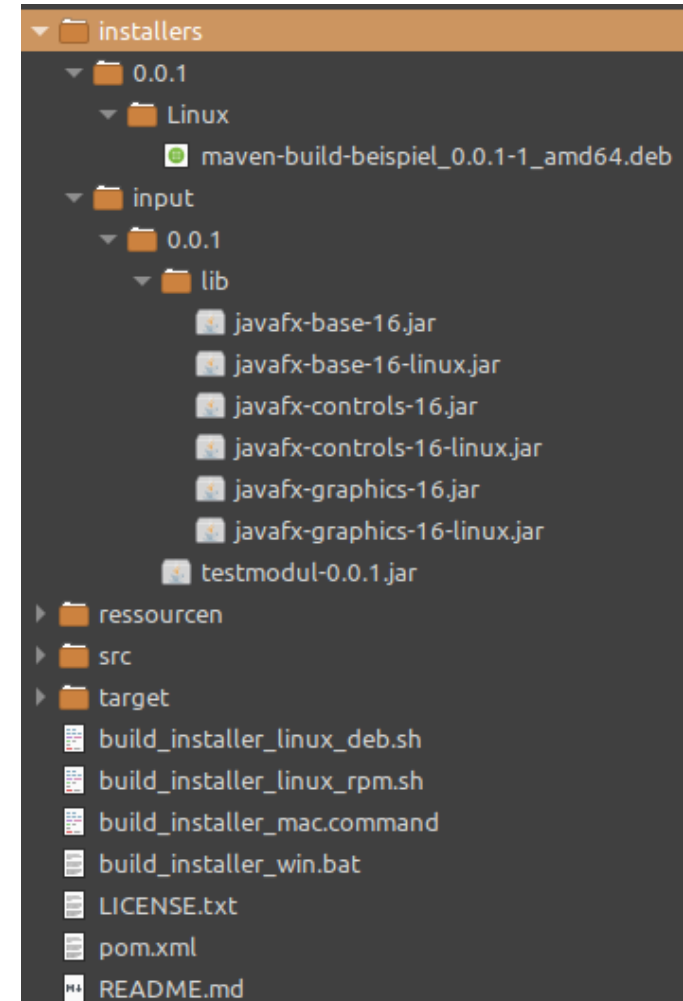 installers
0.0.1
Linux
maven-build-beispiel_0.0.1-1_amd64.deb
input
0.0.1
lib
javafx-base-16.jar
javafx-base-16-linux.jar
javafx-controls-16.jar
javafx-controls-16-linux.jar
javafx-graphics-16.jar
javafx-graphics-16-linux.jar
testmodul-0.0.1.jar
ressourcen
src
target
build_installer_linux_deb.sh
build_installer_linux_rpm.sh
build_installer_mac.command
build_installer_win.bat
LICENSE.txt
pom.xml
README.md